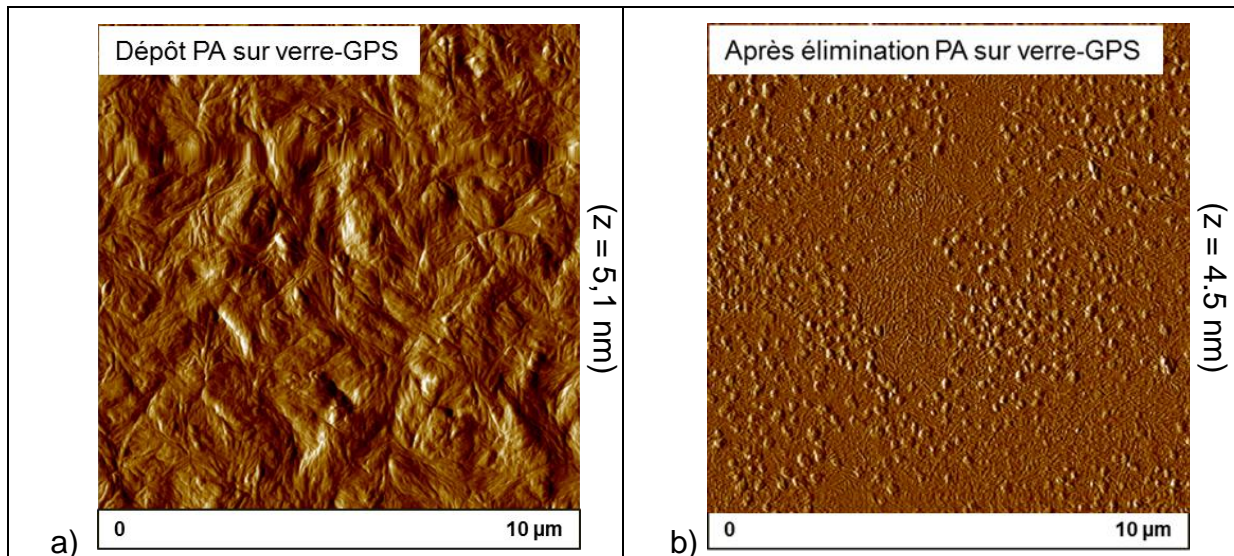 Dépôt PA sur verre-GPS
(z = 5,1 nm)
0 10 µm
a)
Après élimination PA sur verre-GPS
(z = 4.5 nm)
0 10 µm
b)